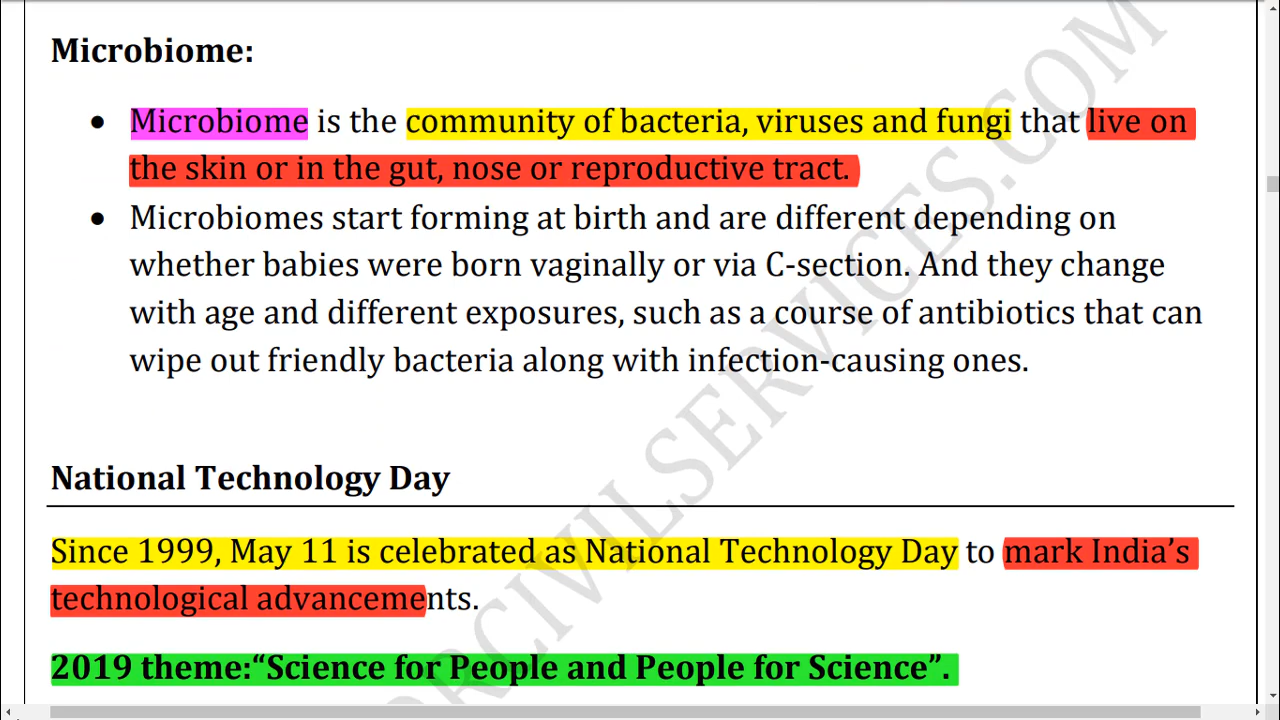 Microbiome:
• Microbiome is the community of bacteria, viruses and fungi that live on
the skin or in the gut, nose or reproductive tract.
• Microbiomes start forming at birth and are different depending on
whether babies were born vaginally or via C-section. And they change
with age and different exposures, such as a course of antibiotics that can
wipe out friendly bacteria along with infection-causing ones.
National Technology Day
Since 1999, May 11 is celebrated as National Technology Day to mark India’s
technological advancements.
2019 theme:“Science for People and People for Science”.
RCIVILSERVICES.COM